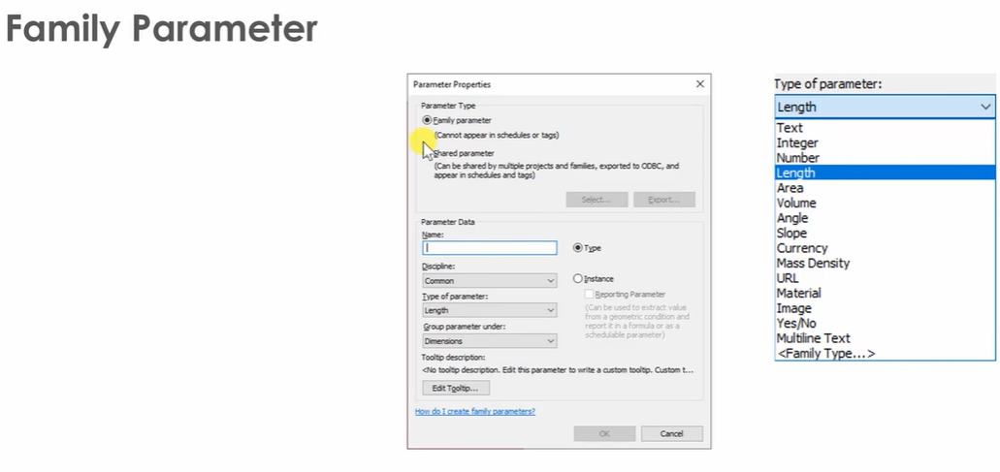 Family Parameter
Parameter Properties
Parameter Type
Family parameter
(Cannot appear in schedules or tags)
Shared parameter
(Can be shared by multiple projects and families, exported to ODBC, and
appear in schedules and tags)
Select...
Export...
Parameter Data
Name:
Type
Discipline:
Common
Instance
Reporting Parameter
(Can be used to extract value
from a geometric condition and
report it in a formula or as a
schedulable parameter)
Type of parameter:
Length
Group parameter under:
Dimensions
Tooltip description:
<No tooltip description. Edit this parameter to write a custom tooltip. Custom t...
Edit Tooltip...
How do I create family parameters?
OK
Cancel
Type of parameter:
Length
Text
Integer
Number
Length
Area
Volume
Angle
Slope
Currency
Mass Density
URL
Material
Image
Yes/No
Multiline Text
<Family Type...>